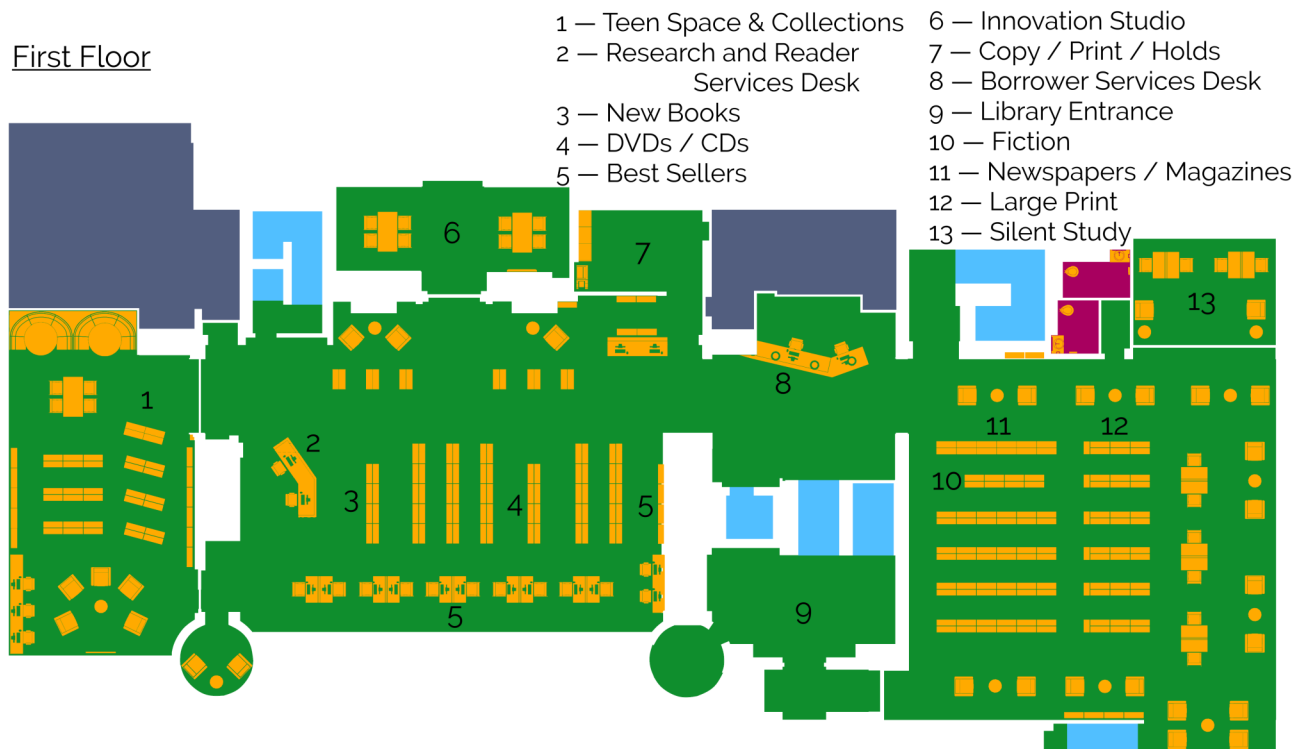 First Floor
1 — Teen Space & Collections
2 — Research and Reader
Services Desk
3 — New Books
4 — DVDs / CDs
5 — Best Sellers
6 — Innovation Studio
7 — Copy / Print / Holds
8 — Borrower Services Desk
9 — Library Entrance
10 — Fiction
11 — Newspapers / Magazines
12 — Large Print
13 — Silent Study
6
7
13
8
1
11
12
2
10
3
4
5
9
5